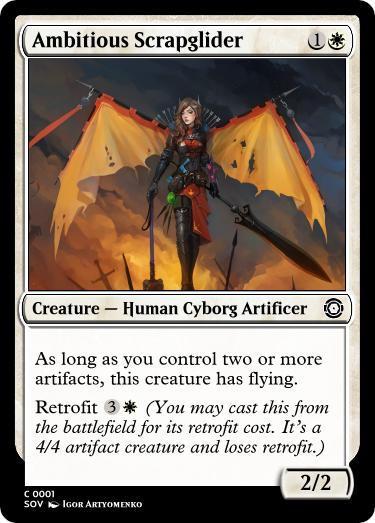 Ambitious Scrapglider 1
Creature — Human Cyborg Artificer
As long as you control two or more
artifacts, this creature has flying.
Retrofit 3 (You may cast this from
the battlefield for its retrofit cost. It's a
4/4 artifact creature and loses retrofit.)
2/2
C 0001
SOV Igor Artyomenko